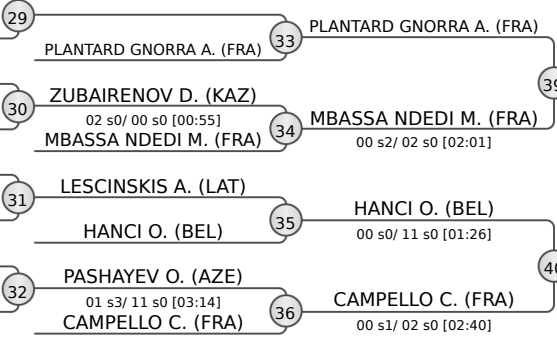 29
PLANTARD GNORRA A. (FRA)
33
PLANTARD GNORRA A. (FRA)
39
ZUBAIRENOV D. (KAZ)
30
02 s0/ 00 s0 [00:55]
MBASSA NDEDI M. (FRA)
34
MBASSA NDEDI M. (FRA)
00 s2/ 02 s0 [02:01]
LESCINSKIS A. (LAT)
31
HANCI O. (BEL)
35
HANCI O. (BEL)
00 s0/ 11 s0 [01:26]
40
PASHAYEV O. (AZE)
32
01 s3/ 11 s0 [03:14]
CAMPELLO C. (FRA)
36
CAMPELLO C. (FRA)
00 s1/ 02 s0 [02:40]